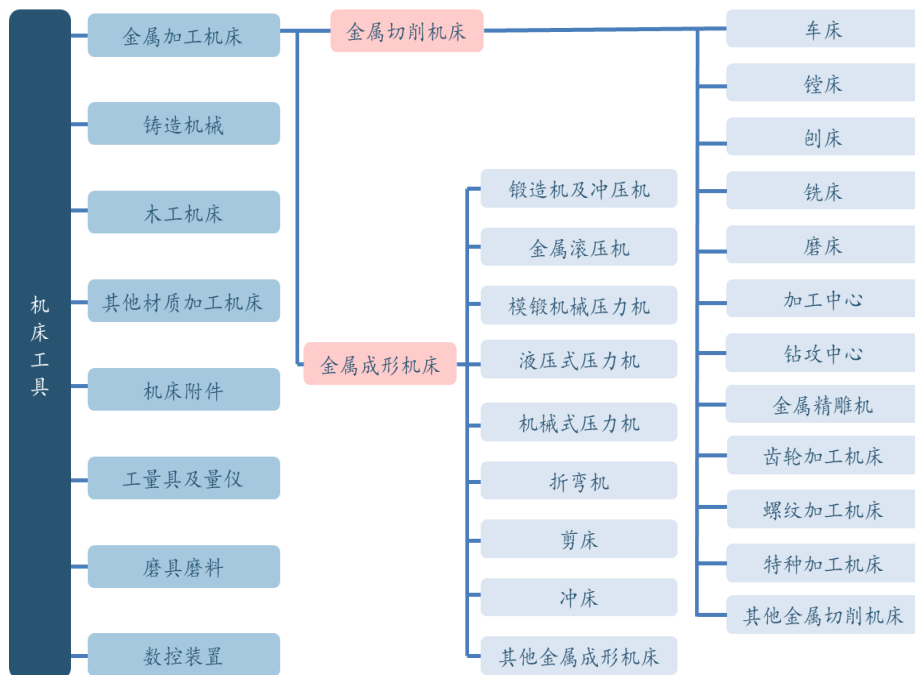 机床工具
金属加工机床
铸造机械
木工机床
其他材质加工机床
机床附件
工量具及量仪
磨具磨料
数控装置
金属切削机床
金属成形机床
锻造机及冲压机
金属滚压机
模锻机械压力机
液压式压力机
机械式压力机
折弯机
剪床
冲床
其他金属成形机床
车床
镗床
刨床
铣床
磨床
加工中心
钻攻中心
金属精雕机
齿轮加工机床
螺纹加工机床
特种加工机床
其他金属切削机床